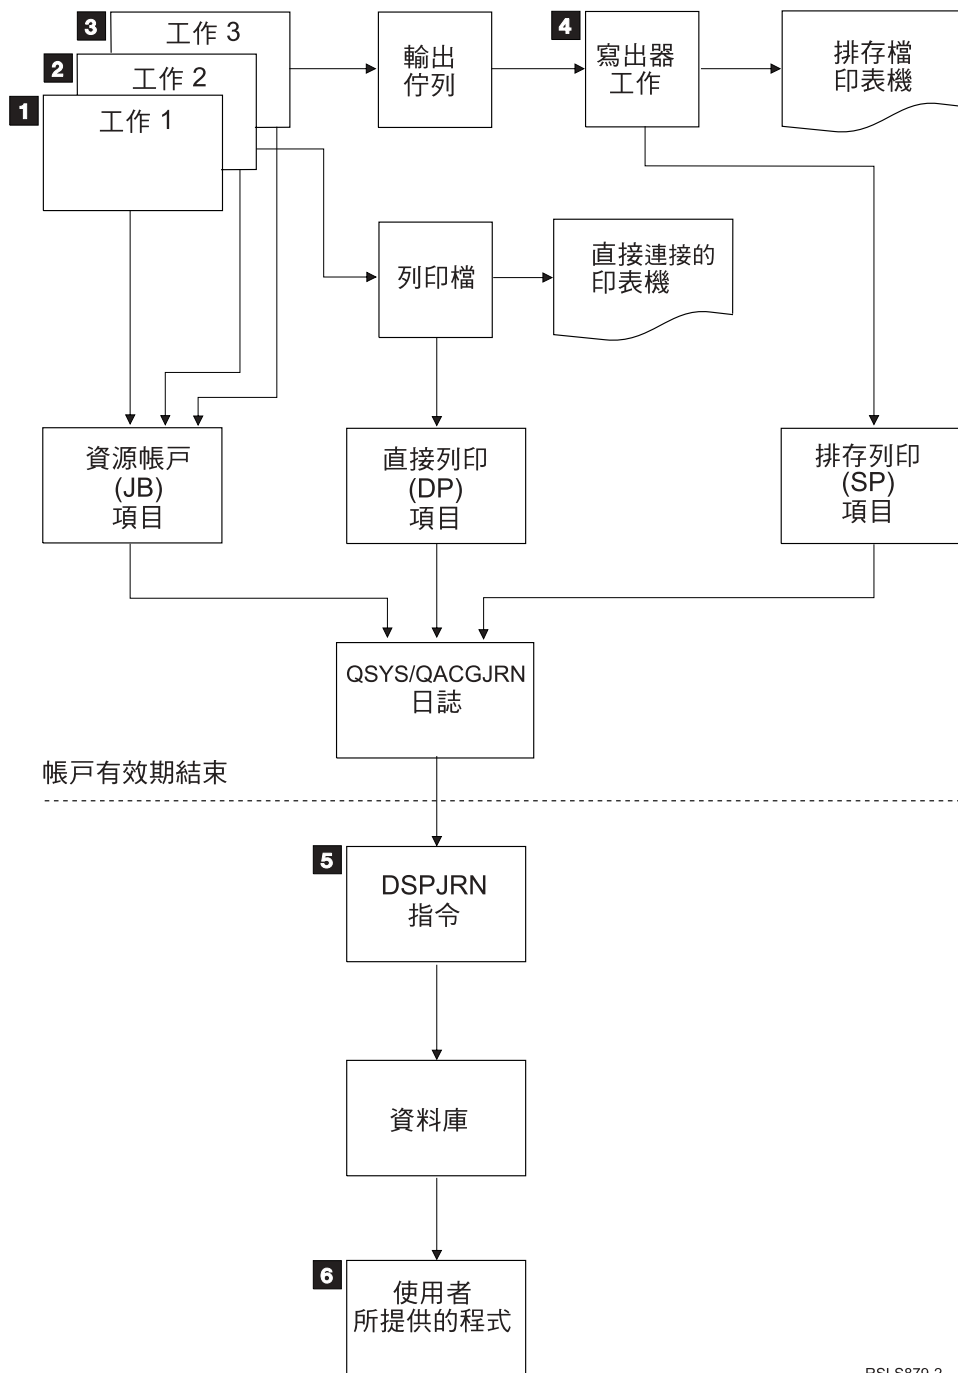 3
工作 3
2
工作 2
1
工作 1
輸出
佇列
4
寫出器
工作
排存檔
印表機
列印檔
直接連接的
印表機
資源帳戶
(JB)
項目
直接列印
(DP)
項目
排存列印
(SP)
項目
QSYS/QACGJRN
日誌
帳戶有效期結束
5
DSPJRN
指令
資料庫
6
使用者
所提供的程式